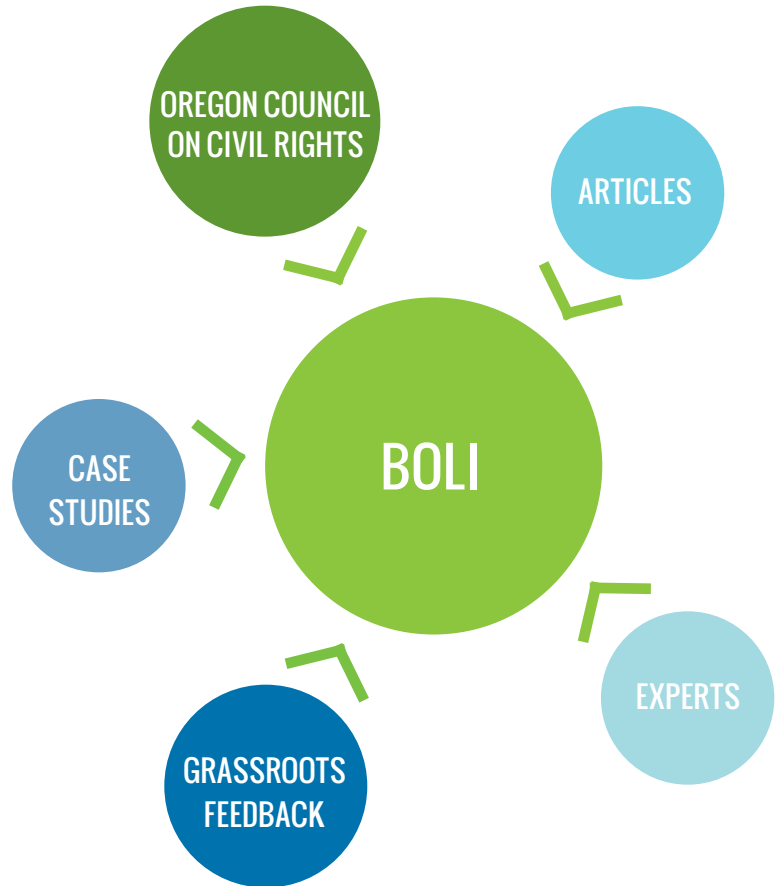 OREGON COUNCIL
ON CIVIL RIGHTS
ARTICLES
BOLI
CASE
STUDIES
EXPERTS
GRASSROOTS
FEEDBACK